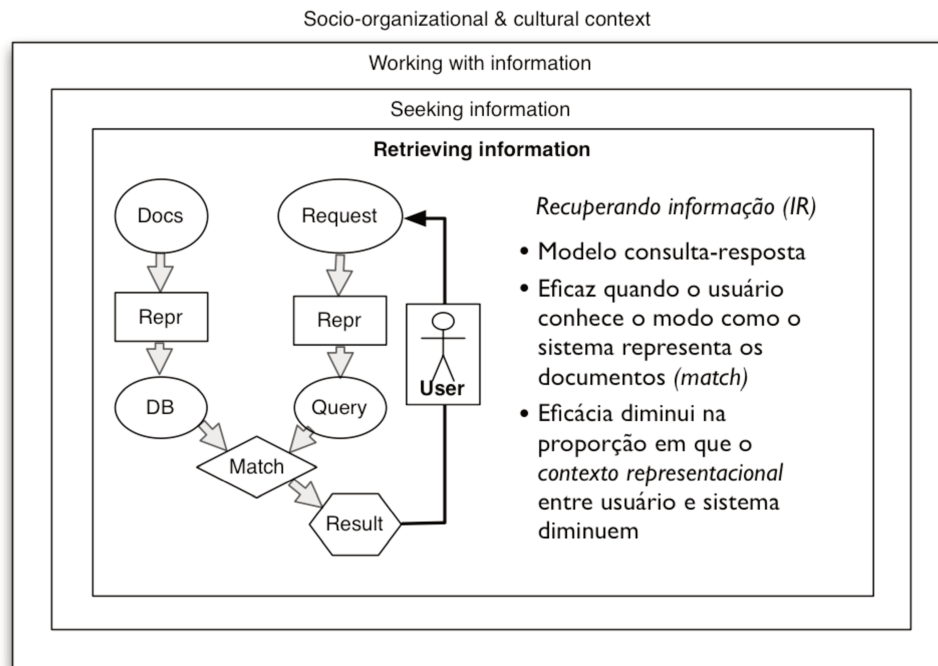 Socio-organizational & cultural context
Working with information
Seeking information
Retrieving information
Docs
Request
Repr
Repr
DB
Query
Match
Result
User
Recuperando informação (IR)
• Modelo consulta-resposta
• Eficaz quando o usuário
conhece o modo como o
sistema representa os
documentos (match)
• Eficácia diminui na
proporção em que o
contexto representacional
entre usuário e sistema
diminuem